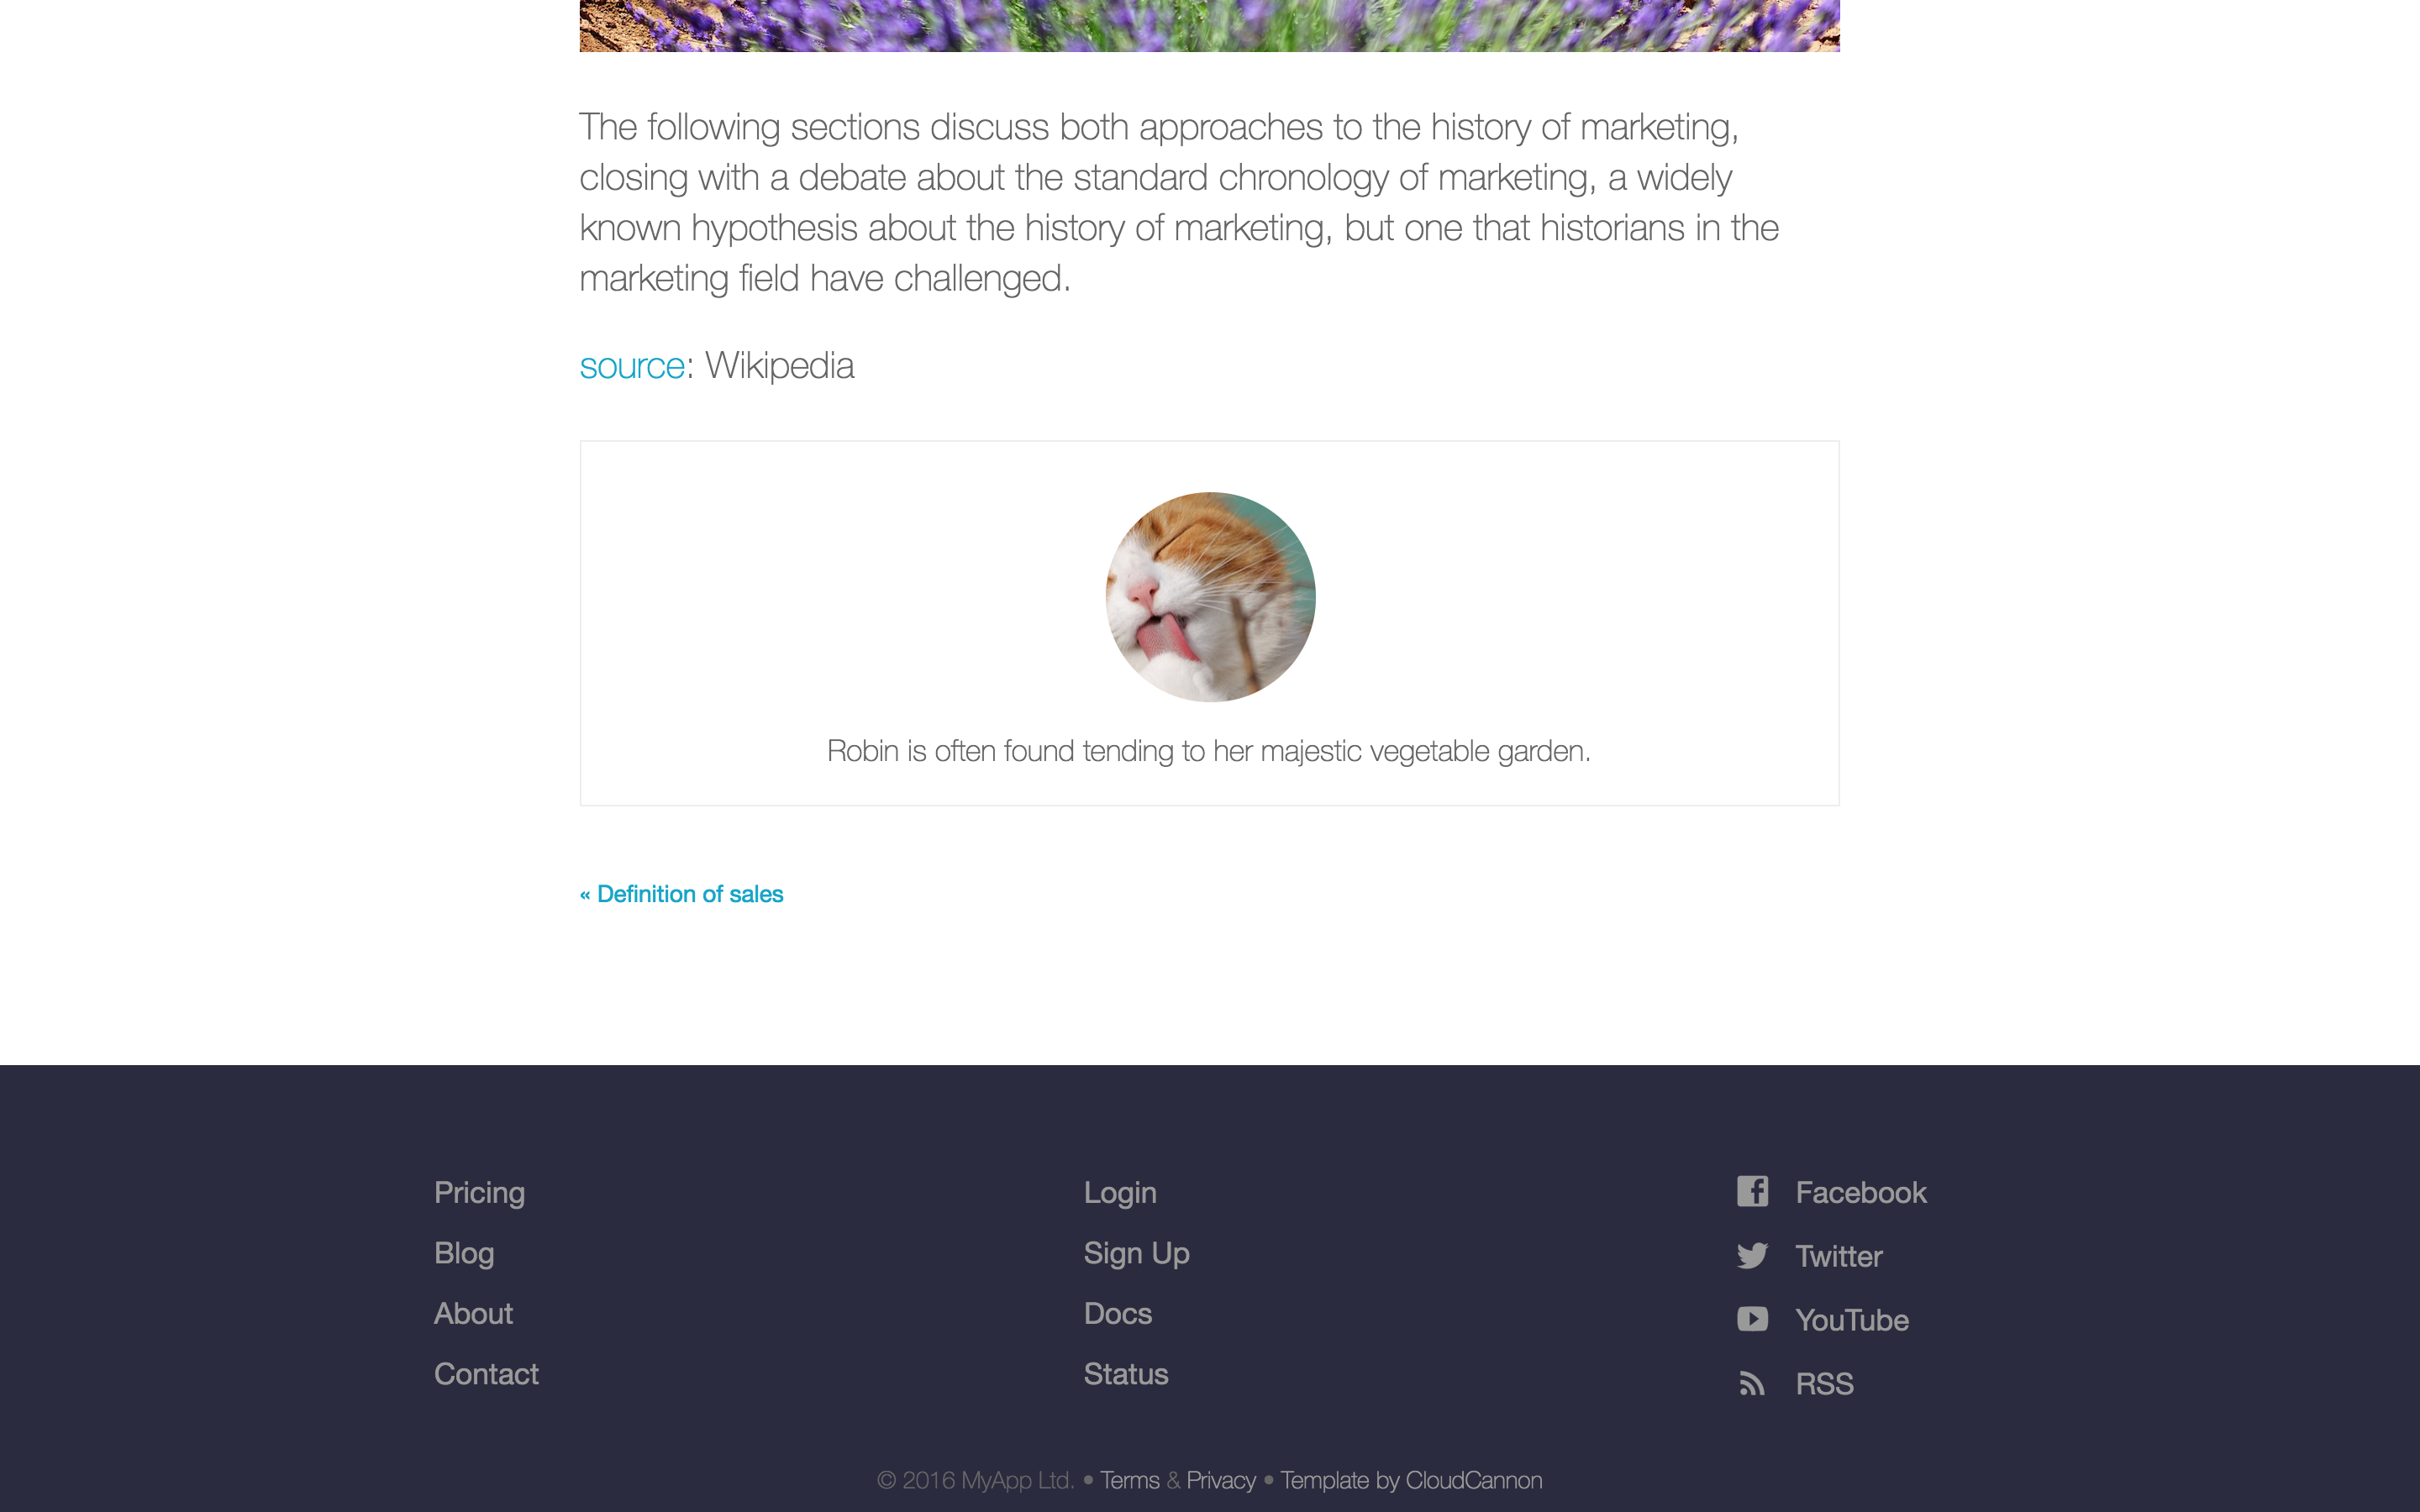 The following sections discuss both approaches to the history of marketing,
closing with a debate about the standard chronology of marketing, a widely
known hypothesis about the history of marketing, but one that historians in the
marketing field have challenged.
source: Wikipedia
Robin is often found tending to her majestic vegetable garden.
« Definition of sales
Pricing
Blog
About
Contact
Login
Sign Up
Docs
Status
Facebook
Twitter
YouTube
RSS
© 2016 MyApp Ltd. • Terms & Privacy • Template by CloudCannon